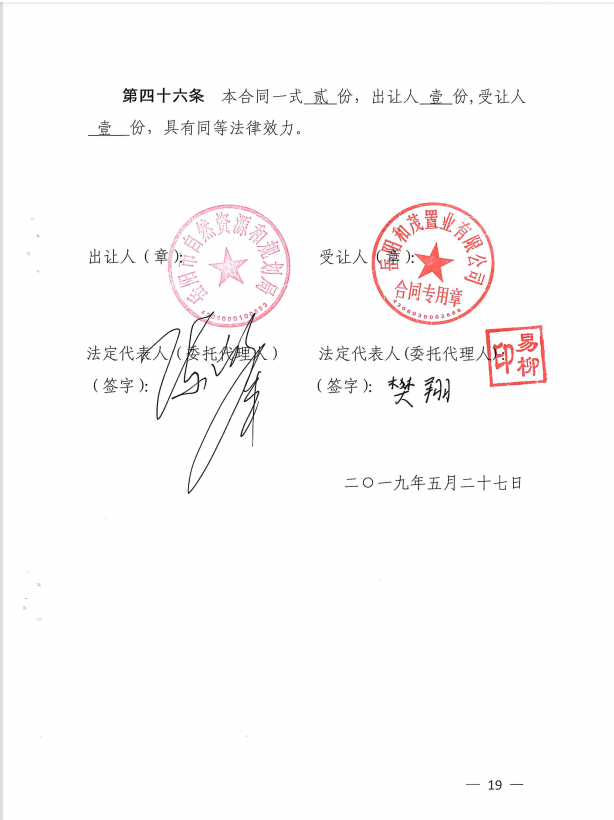 第四十六条 本合同一式 贰 份，出让人 壹 份,受让人
壹 份，具有同等法律效力。
岳阳市自然资源和规划局
岳阳和茂置业有限公司
出让人（章）:
受让人（章）:
合同专用章
法定代表人（委托代理人）
法定代表人(委托代理人):
易柳
印
（签字）:
（签字）: 樊翔
二〇一九年五月二十七日
— 19 —